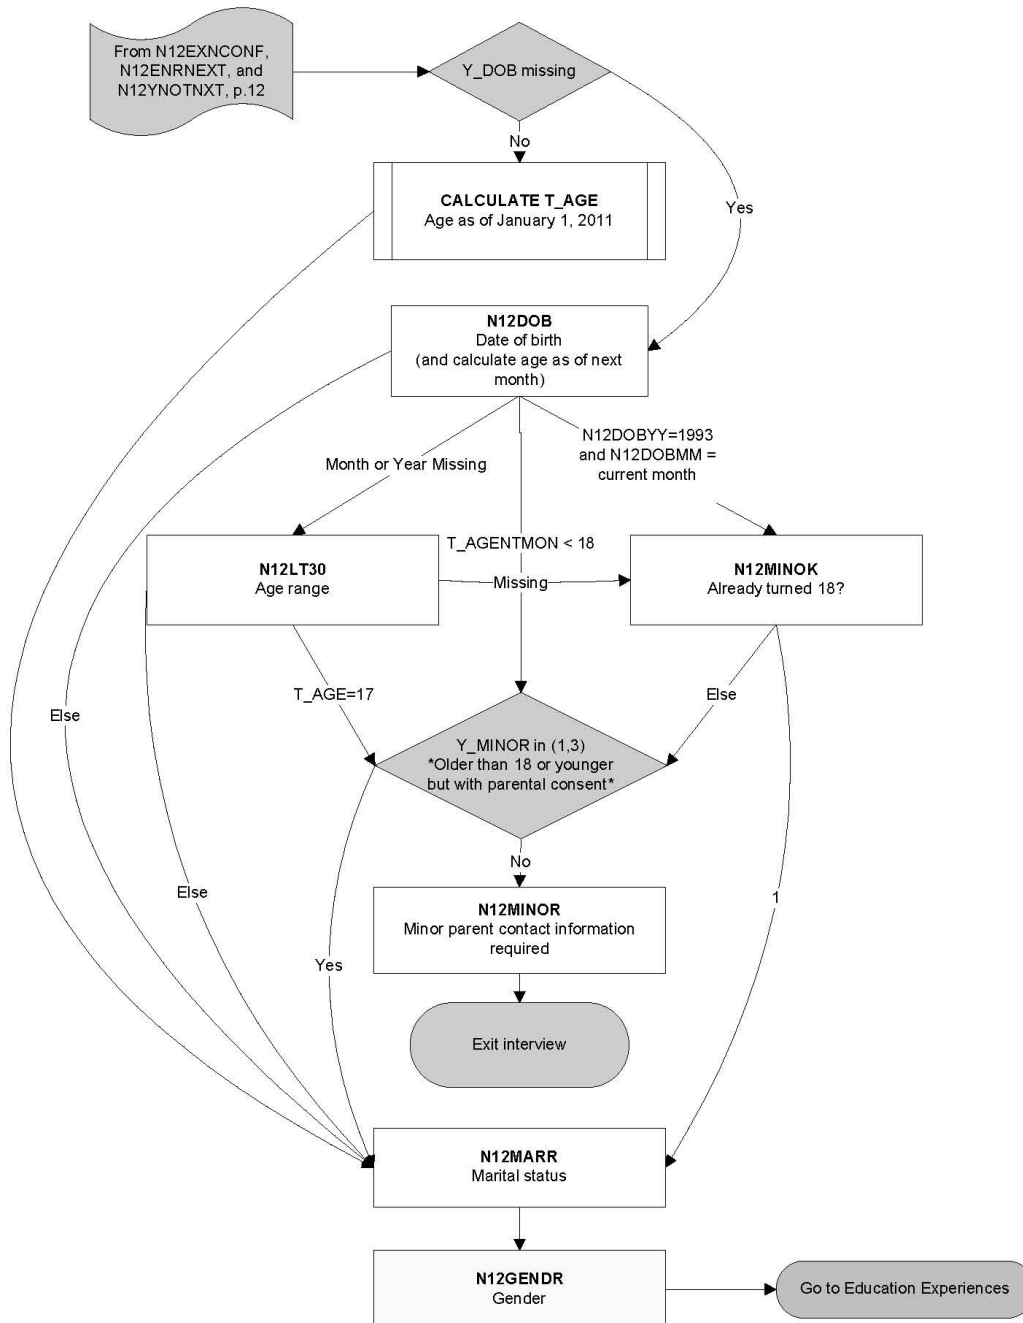 From N12EXNCONF,
N12ENRNEXT, and
N12YNOTNXT, p.12
Y_DOB missing
No
Yes
CALCULATE T_AGE
Age as of January 1, 2011
N12DOB
Date of birth
(and calculate age as of next
month)
Month or Year Missing
N12DOBYY=1993
and N12DOBMM =
current month
T_AGENTMON < 18
N12LT30
Age range
Missing
N12MINOK
Already turned 18?
T_AGE=17
Else
Else
Y_MINOR in (1,3)
*Older than 18 or younger
but with parental consent*
No
Else
1
N12MINOR
Minor parent contact information
required
Yes
Exit interview
N12MARR
Marital status
N12GENDR
Gender
Go to Education Experiences